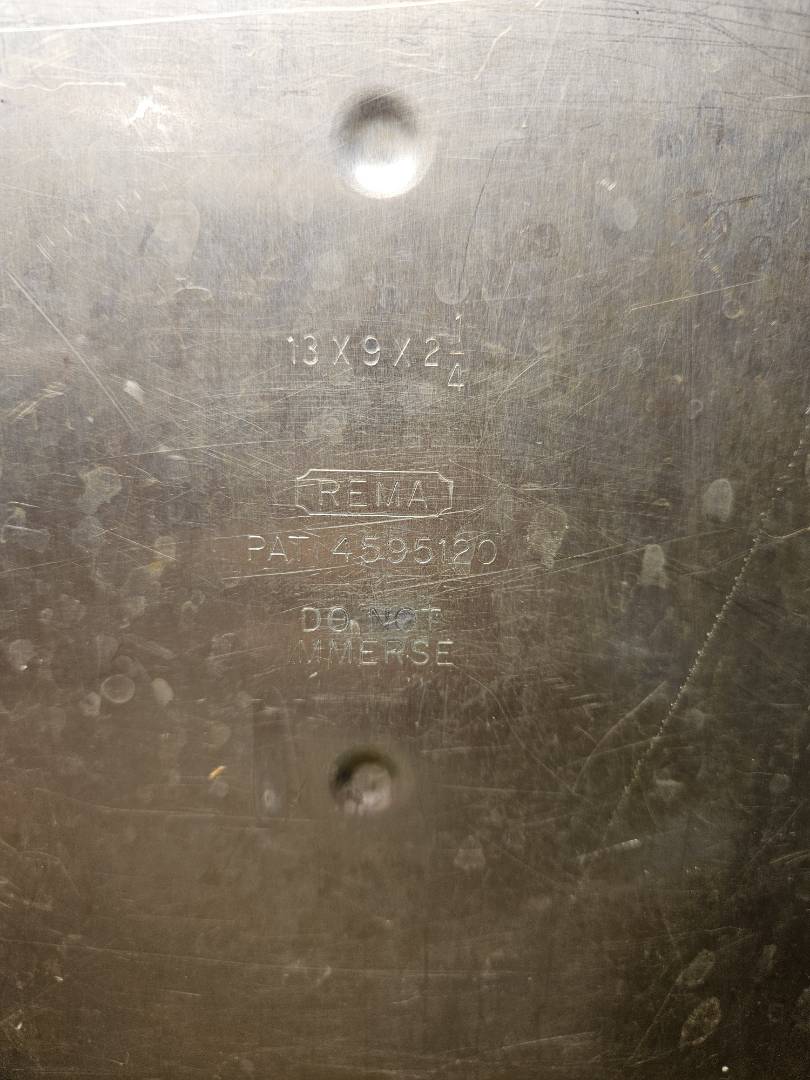 13 X 9 X 2 1/4
REMA
PAT. 4595120
DO NOT
IMMERSE